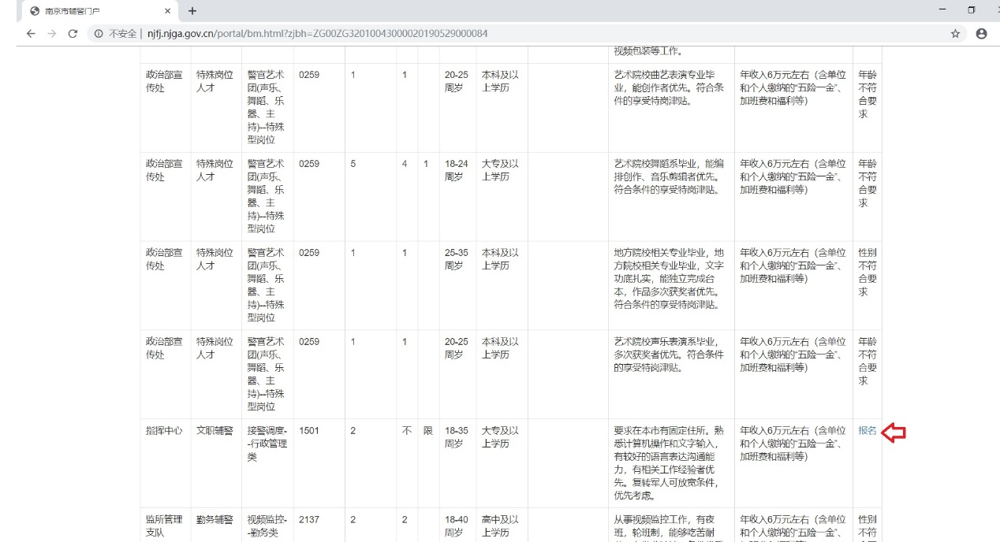 南京市辅警门户
不安全 | njfj.njga.gov.cn/portal/bm.html?zjbh=ZG00ZG32010043000020190529000084
视频包装等工作。
政治部宣传处 特殊岗位人才 警官艺术团(声乐、舞蹈、乐器、主持)--特殊型岗位 0259 1 1 20-25周岁 本科及以上学历 艺术院校曲艺表演专业毕业，能创作者优先。符合条件的享受特岗津贴。 年收入6万元左右（含单位和个人缴纳的“五险一金”、加班费和福利等） 年龄不符合要求
政治部宣传处 特殊岗位人才 警官艺术团(声乐、舞蹈、乐器、主持)--特殊型岗位 0259 5 4 1 18-24周岁 大专及以上学历 艺术院校舞蹈系毕业，能编排创作、音乐剪辑者优先。符合条件的享受特岗津贴。 年收入6万元左右（含单位和个人缴纳的“五险一金”、加班费和福利等） 年龄不符合要求
政治部宣传处 特殊岗位人才 警官艺术团(声乐、舞蹈、乐器、主持)--特殊型岗位 0259 1 1 25-35周岁 本科及以上学历 地方院校相关专业毕业，地方院校相关专业毕业，文字功底扎实，能独立完成台本，作品多次获奖者优先。符合条件的享受特岗津贴。 年收入6万元左右（含单位和个人缴纳的“五险一金”、加班费和福利等） 性别不符合要求
政治部宣传处 特殊岗位人才 警官艺术团(声乐、舞蹈、乐器、主持)--特殊型岗位 0259 1 1 20-25周岁 本科及以上学历 艺术院校声乐表演系毕业，多次获奖者优先。符合条件的享受特岗津贴。 年收入6万元左右（含单位和个人缴纳的“五险一金”、加班费和福利等） 年龄不符合要求
指挥中心 文职辅警 接警调度--行政管理类 1501 2 不 限 18-35周岁 大专及以上学历 要求在本市有固定住所。熟悉计算机操作和文字输入，有较好的语言表达沟通能力，有相关工作经验者优先。复转军人可放宽条件，优先考虑。 年收入6万元左右（含单位和个人缴纳的“五险一金”、加班费和福利等） 报名
监所管理支队 勤务辅警 视频监控--勤务类 2137 2 2 18-40周岁 高中及以上学历 从事视频监控工作，有夜班，轮班制，能够吃苦耐 年收入6万元左右（含单位和个人缴纳的“五险一金”、 性别不符